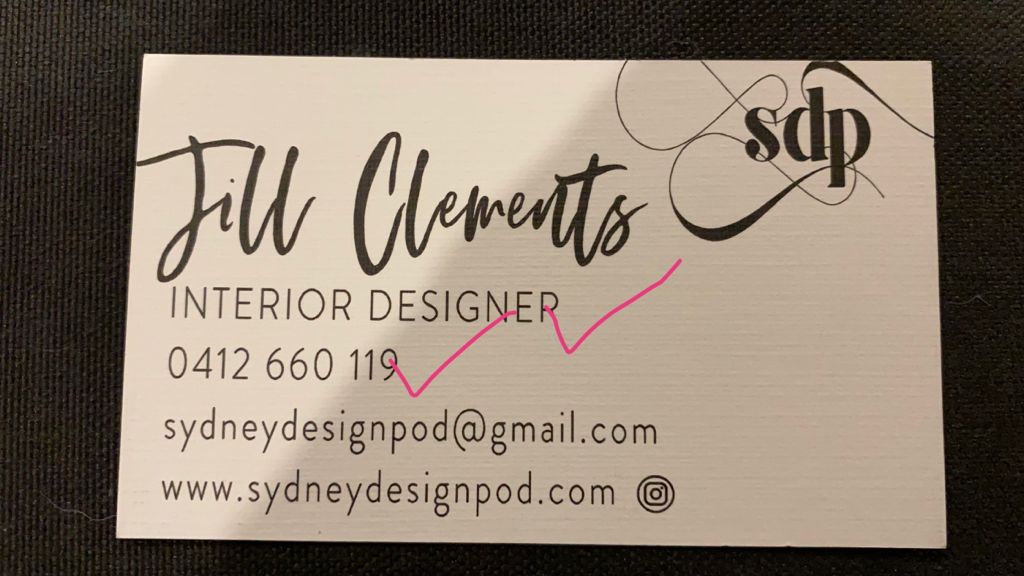 sdp
Jill Clements
INTERIOR DESIGNER
0412 660 119
sydneydesignpod@gmail.com
www.sydneydesignpod.com